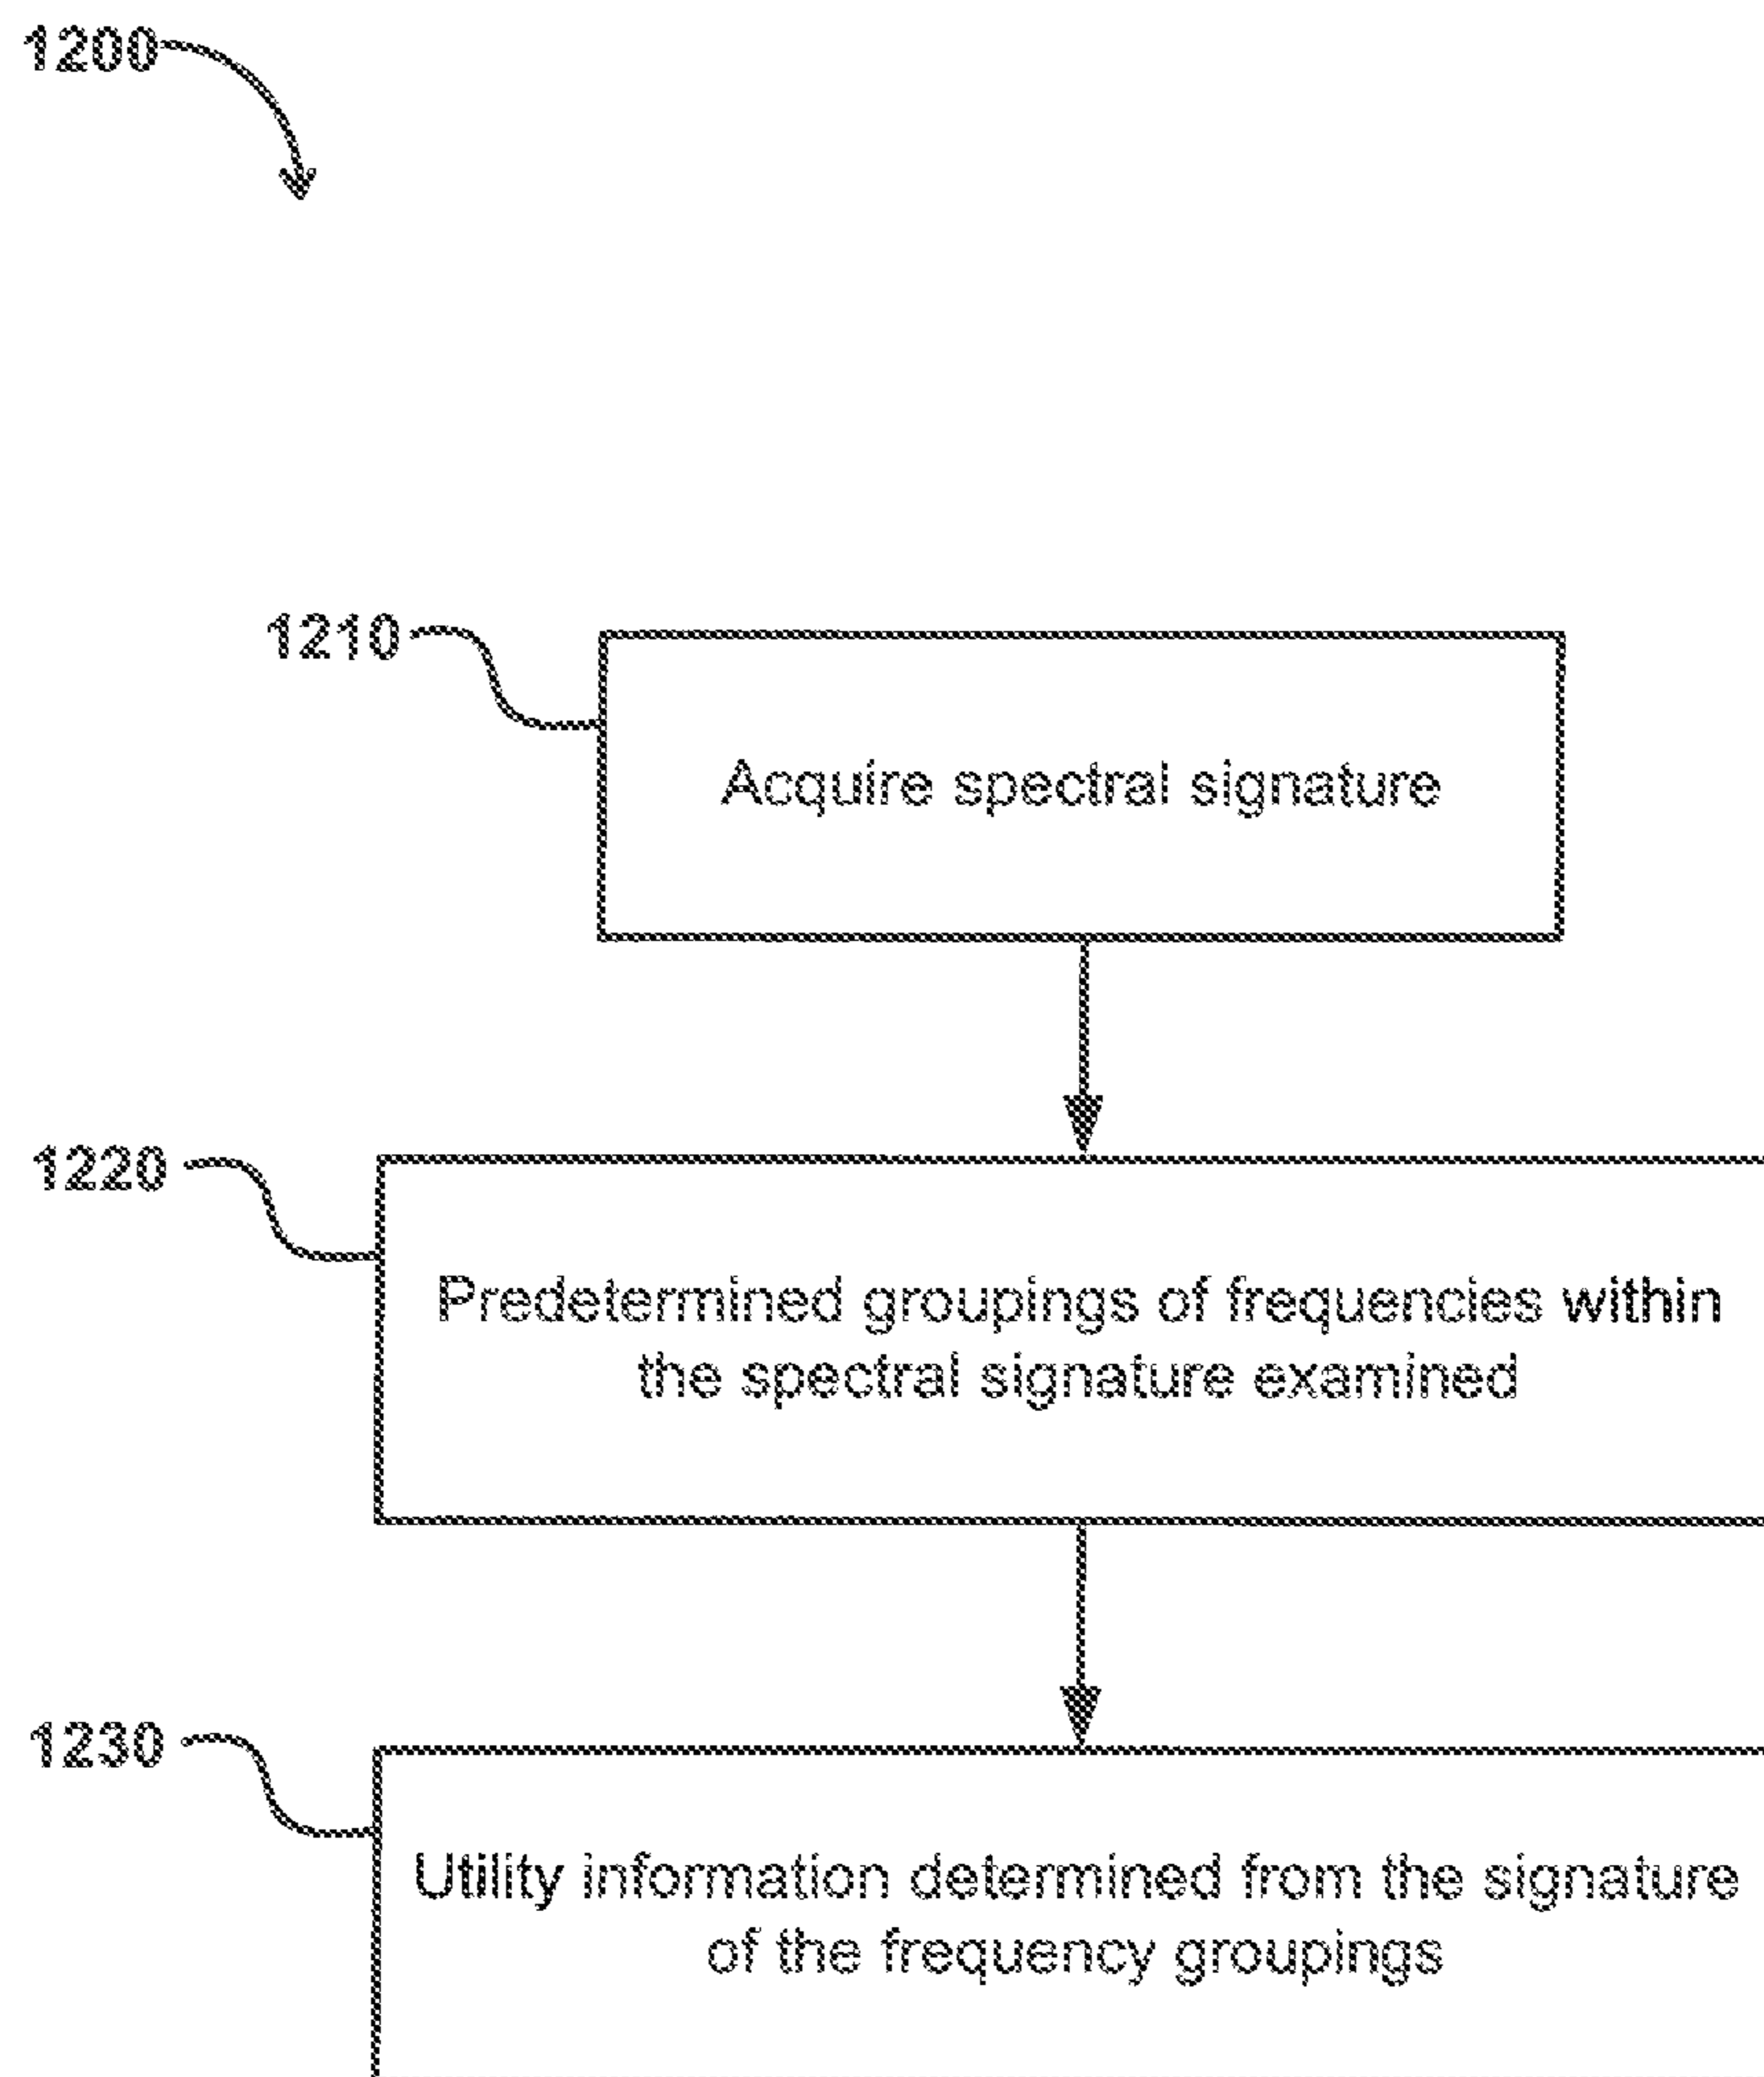 1200
1210
Acquire spectral signature
1220
Predetermined groupings of frequencies within
the spectral signature examined
1230
Utility information determined from the signature
of the frequency groupings